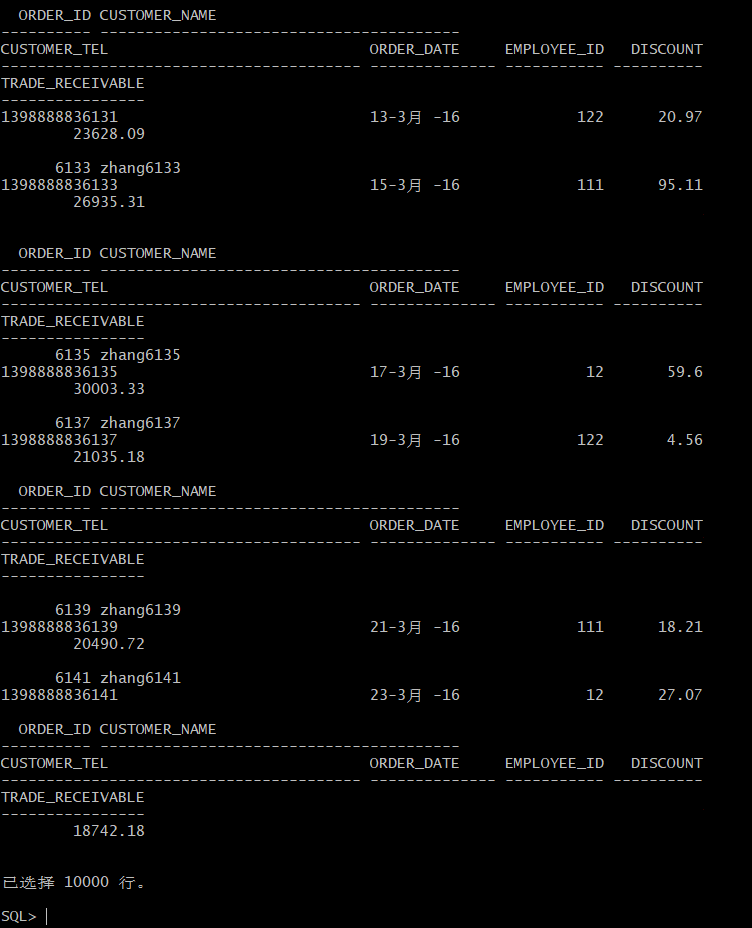 ORDER_ID CUSTOMER_NAME
---------- ----------------------------------------
CUSTOMER_TEL                             ORDER_DATE     EMPLOYEE_ID   DISCOUNT
---------------------------------------- -------------- ----------- ----------
TRADE_RECEIVABLE
----------------
1398888836131                            13-3月 -16             122      20.97
        23628.09

      6133 zhang6133
1398888836133                            15-3月 -16             111      95.11
        26935.31

  ORDER_ID CUSTOMER_NAME
---------- ----------------------------------------
CUSTOMER_TEL                             ORDER_DATE     EMPLOYEE_ID   DISCOUNT
---------------------------------------- -------------- ----------- ----------
TRADE_RECEIVABLE
----------------
      6135 zhang6135
1398888836135                            17-3月 -16              12       59.6
        30003.33

      6137 zhang6137
1398888836137                            19-3月 -16             122       4.56
        21035.18

  ORDER_ID CUSTOMER_NAME
---------- ----------------------------------------
CUSTOMER_TEL                             ORDER_DATE     EMPLOYEE_ID   DISCOUNT
---------------------------------------- -------------- ----------- ----------
TRADE_RECEIVABLE
----------------

      6139 zhang6139
1398888836139                            21-3月 -16             111      18.21
        20490.72

      6141 zhang6141
1398888836141                            23-3月 -16              12      27.07

  ORDER_ID CUSTOMER_NAME
---------- ----------------------------------------
CUSTOMER_TEL                             ORDER_DATE     EMPLOYEE_ID   DISCOUNT
---------------------------------------- -------------- ----------- ----------
TRADE_RECEIVABLE
----------------
        18742.18

已选择 10000 行。

SQL>